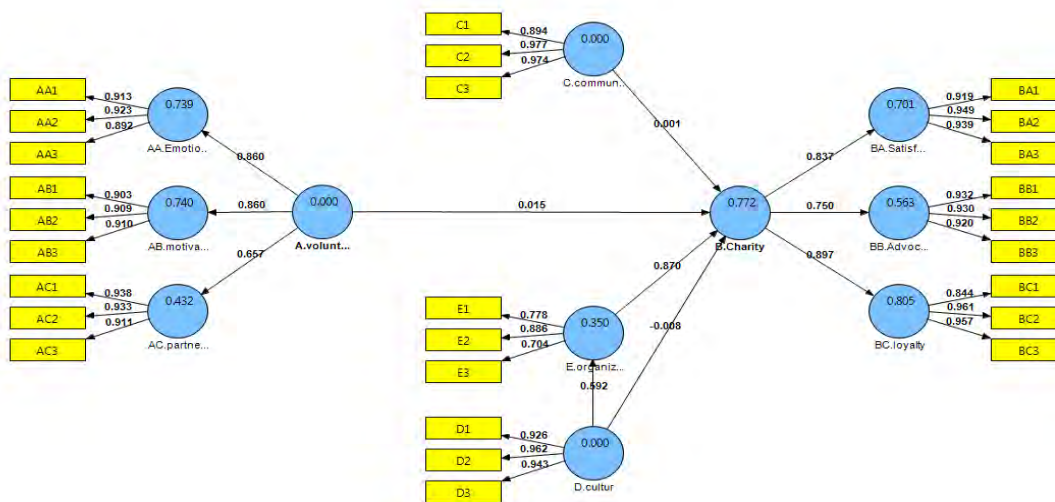 C1
0.894
0.000
C2
0.977
C3
0.974
C.commun...
AA1
0.913
0.739
AA2
0.923
AA3
0.892
AA.Emotio...
0.860
0.001
0.701
0.919
BA1
0.949
BA2
0.939
BA3
BA.Satisf...
0.837
AB1
0.903
0.740
AB2
0.909
AB3
0.910
AB.motiva...
0.860
0.000
A.volunt...
0.015
0.772
B.Charity
0.750
0.563
0.932
BB1
0.930
BB2
0.920
BB3
BB.Advoc...
0.657
0.870
0.897
AC1
0.938
0.432
AC2
0.933
AC3
0.911
AC.partne...
E1
0.778
0.350
E2
0.886
E3
0.704
E.organiz...
-0.008
0.805
0.844
BC1
0.961
BC2
0.957
BC3
BC.loyalty
0.592
D1
0.926
0.000
D2
0.962
D3
0.943
D.cultur